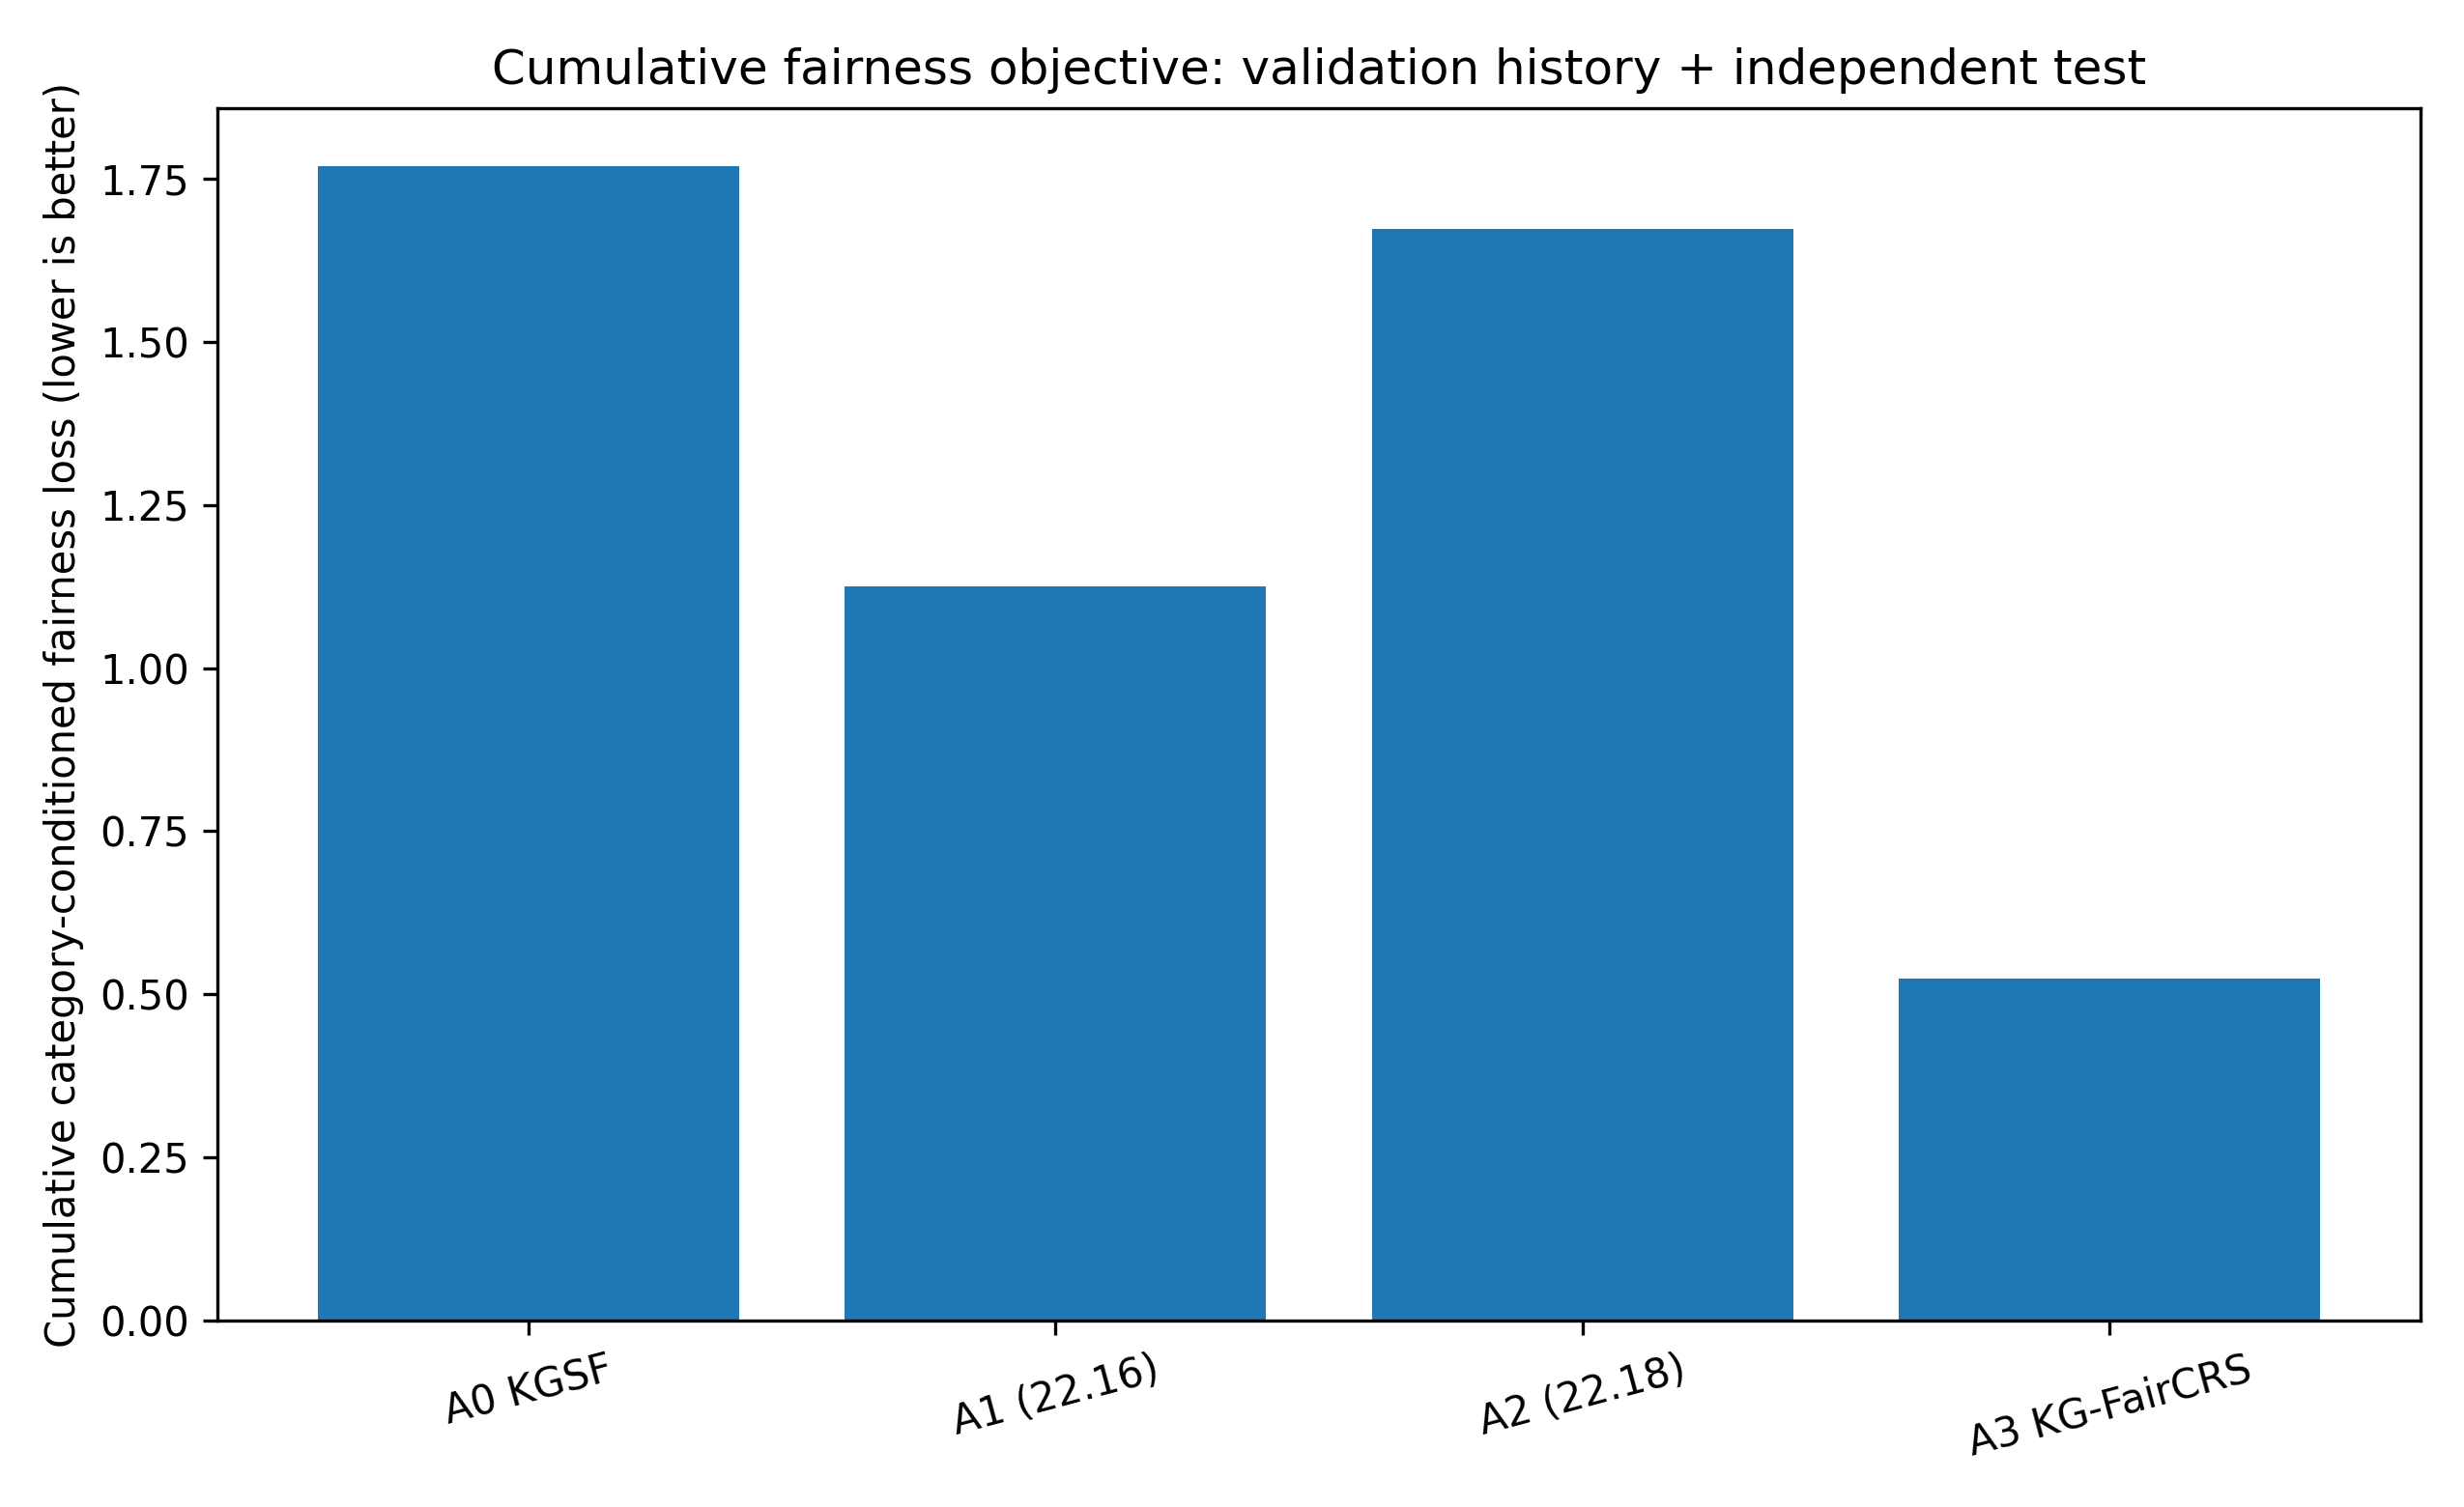 Cumulative fairness objective: validation history + independent test
Cumulative category-conditioned fairness loss (lower is better)
1.75
1.50
1.25
1.00
0.75
0.50
0.25
0.00
A0 KGSF
A1 (22.16)
A2 (22.18)
A3 KG-FairCRS